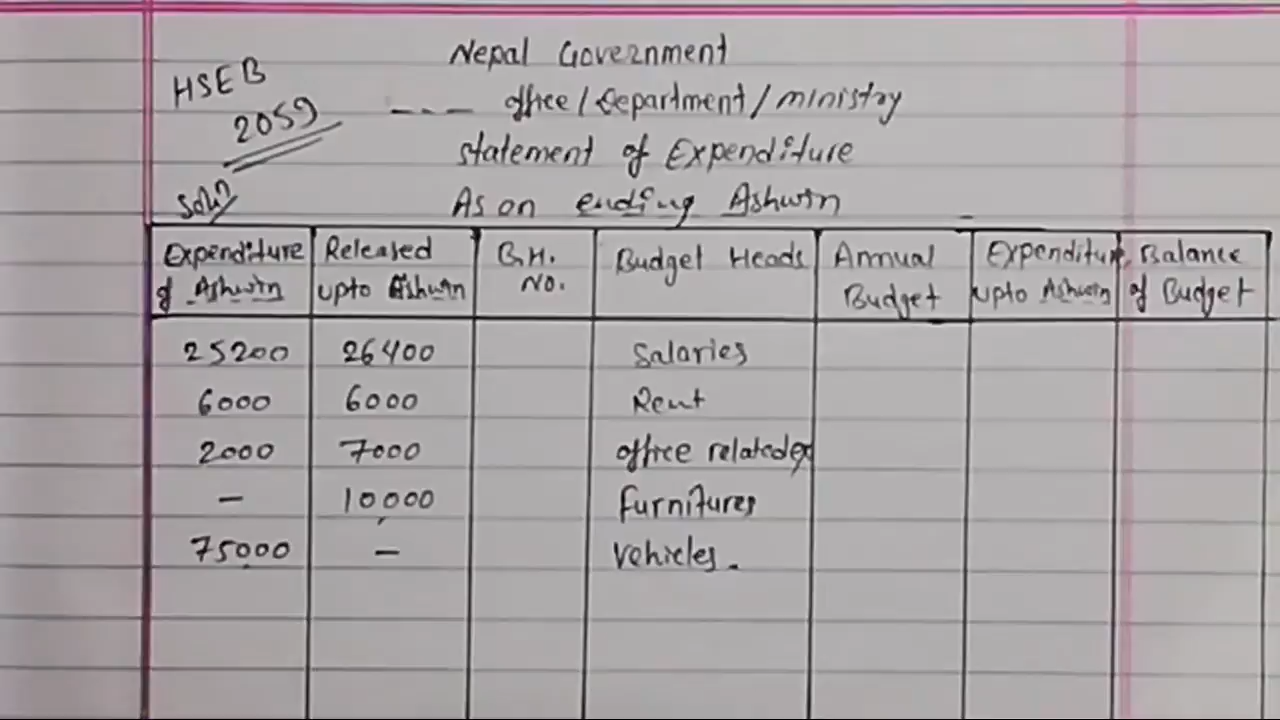 Nepal Government
HSEB
2059
--- office/Department/ministry
statement of Expenditure
Soln
As on ending Ashwin
Expenditure of Ashwin Released upto Ashwin B.H. No. Budget Heads Annual Budget Expenditure upto Ashwin Balance of Budget
25200 26400 Salaries
6000 6000 Rent
2000 7000 office related ex
— 10000 furnitures
75000 — vehicles.